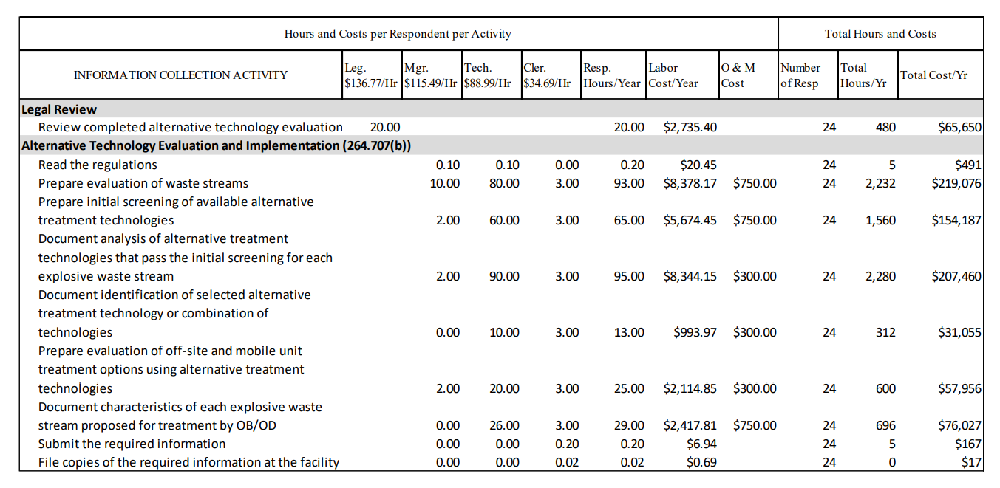 Hours and Costs per Respondent per Activity Total Hours and Costs
INFORMATION COLLECTION ACTIVITY Leg. $136.77/Hr Mgr. $115.49/Hr Tech. $88.99/Hr Cler. $34.69/Hr Resp. Hours/Year Labor Cost/Year O & M Cost Number of Resp Total Hours/Yr Total Cost/Yr
Legal Review
Review completed alternative technology evaluation 20.00 20.00 $2,735.40 24 480 $65,650
Alternative Technology Evaluation and Implementation (264.707(b))
Read the regulations 0.10 0.10 0.00 0.20 $20.45 24 5 $491
Prepare evaluation of waste streams 10.00 80.00 3.00 93.00 $8,378.17 $750.00 24 2,232 $219,076
Prepare initial screening of available alternative
treatment technologies 2.00 60.00 3.00 65.00 $5,674.45 $750.00 24 1,560 $154,187
Document analysis of alternative treatment
technologies that pass the initial screening for each
explosive waste stream 2.00 90.00 3.00 95.00 $8,344.15 $300.00 24 2,280 $207,460
Document identification of selected alternative
treatment technology or combination of
technologies 0.00 10.00 3.00 13.00 $993.97 $300.00 24 312 $31,055
Prepare evaluation of off-site and mobile unit
treatment options using alternative treatment
technologies 2.00 20.00 3.00 25.00 $2,114.85 $300.00 24 600 $57,956
Document characteristics of each explosive waste
stream proposed for treatment by OB/OD 0.00 26.00 3.00 29.00 $2,417.81 $750.00 24 696 $76,027
Submit the required information 0.00 0.00 0.20 0.20 $6.94 24 5 $167
File copies of the required information at the facility 0.00 0.00 0.02 0.02 $0.69 24 0 $17